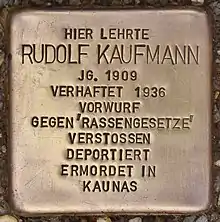 HIER LEHRTE
RUDOLF KAUFMANN
JG. 1909
VERHAFTET 1936
VORWURF
GEGEN "RASSENGESETZE"
VERSTOSSEN
DEPORTIERT
ERMORDET IN
KAUNAS